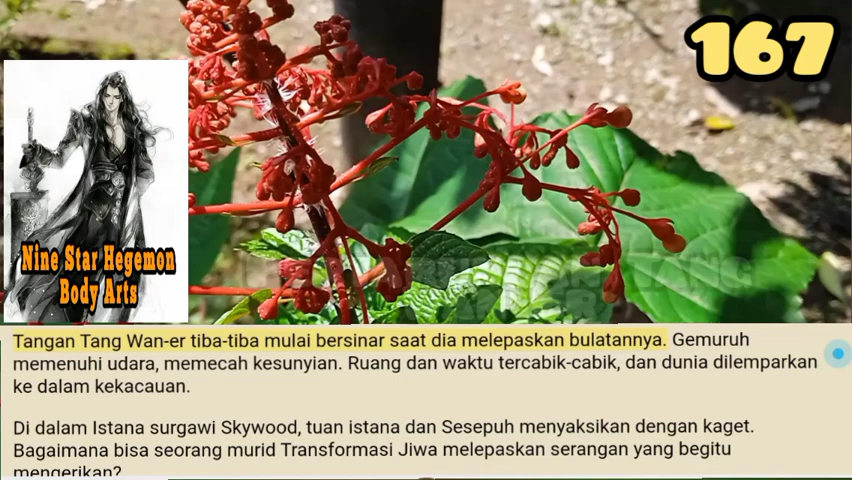 167
Nine Star Hegemon
Body Arts
Tangan Tang Wan-er tiba-tiba mulai bersinar saat dia melepaskan bulatannya. Gemuruh
memenuhi udara, memecah kesunyian. Ruang dan waktu tercabik-cabik, dan dunia dilemparkan
ke dalam kekacauan.
Di dalam Istana surgawi Skywood, tuan istana dan Sesepuh menyaksikan dengan kaget.
Bagaimana bisa seorang murid Transformasi Jiwa melepaskan serangan yang begitu
mengerikan?